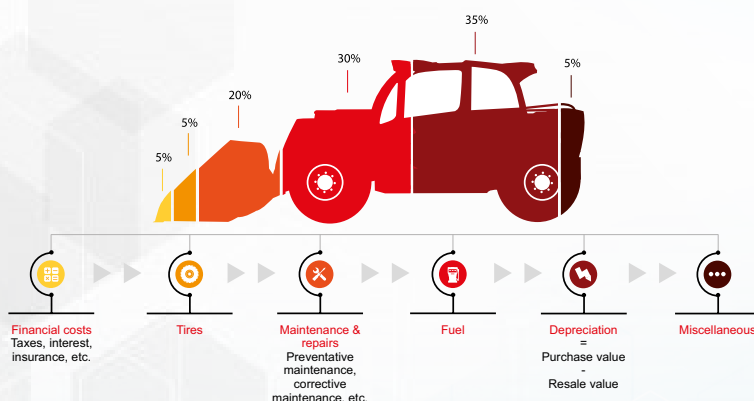 35%
30%
5%
20%
5%
5%
Financial costs
Taxes, interest,
insurance, etc.
Tires
Maintenance &
repairs
Preventative
maintenance,
corrective
maintenance, etc.
Fuel
Depreciation
=
Purchase value
-
Resale value
Miscellaneous